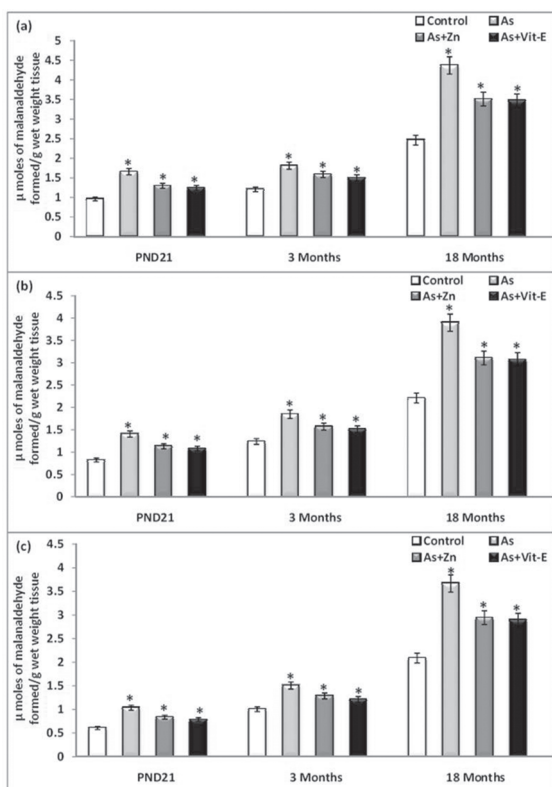 (a)
Control As
As+Zn As+Vit-E
µ moles of malanaldehyde
formed/g wet weight tissue
5
4.5
4
3.5
3
2.5
2
1.5
1
0.5
0
* * * * * * * * *
PND21 3 Months 18 Months
(b)
Control As
As+Zn As+Vit-E
µ moles of malanaldehyde
formed/g wet weight tissue
4.5
4
3.5
3
2.5
2
1.5
1
0.5
0
* * * * * * * * *
PND21 3 Months 18 Months
(c)
Control As
As+Zn As+Vit-E
µ moles of malanaldehyde
formed/g wet weight tissue
4.5
4
3.5
3
2.5
2
1.5
1
0.5
0
* * * * * * * * *
PND21 3 Months 18 Months